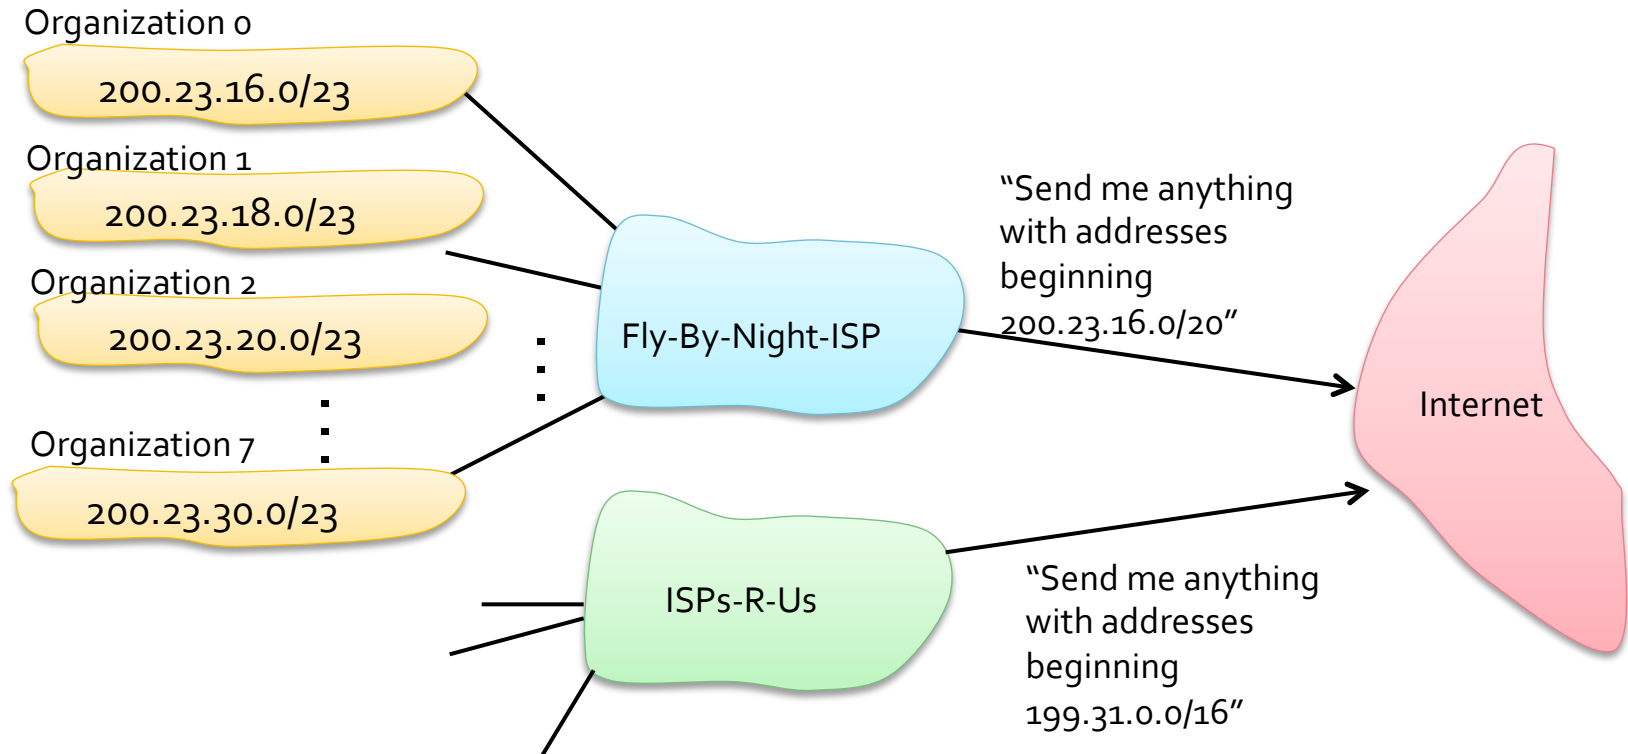 Organization 0
200.23.16.0/23
Organization 1
200.23.18.0/23
Organization 2
200.23.20.0/23
Organization 7
200.23.30.0/23
Fly-By-Night-ISP
“Send me anything
with addresses
beginning
200.23.16.0/20”
Internet
ISPs-R-Us
“Send me anything
with addresses
beginning
199.31.0.0/16”